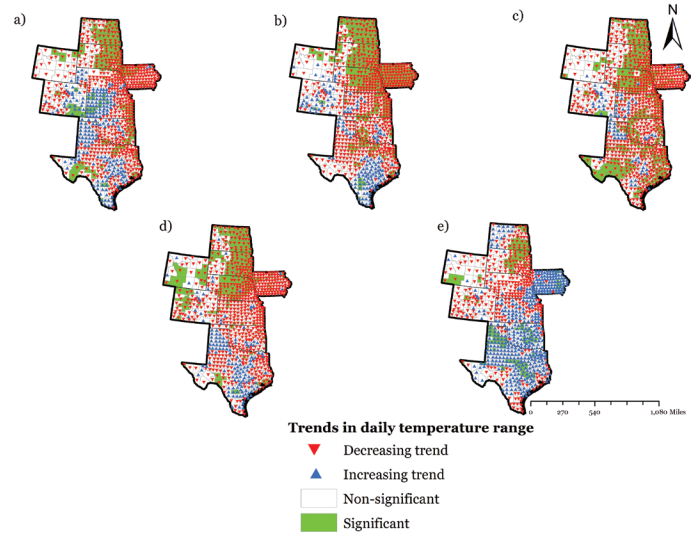 a)
b)
c)
N
d)
e)
0 270 540 1,080 Miles
Trends in daily temperature range
Decreasing trend
Increasing trend
Non-significant
Significant